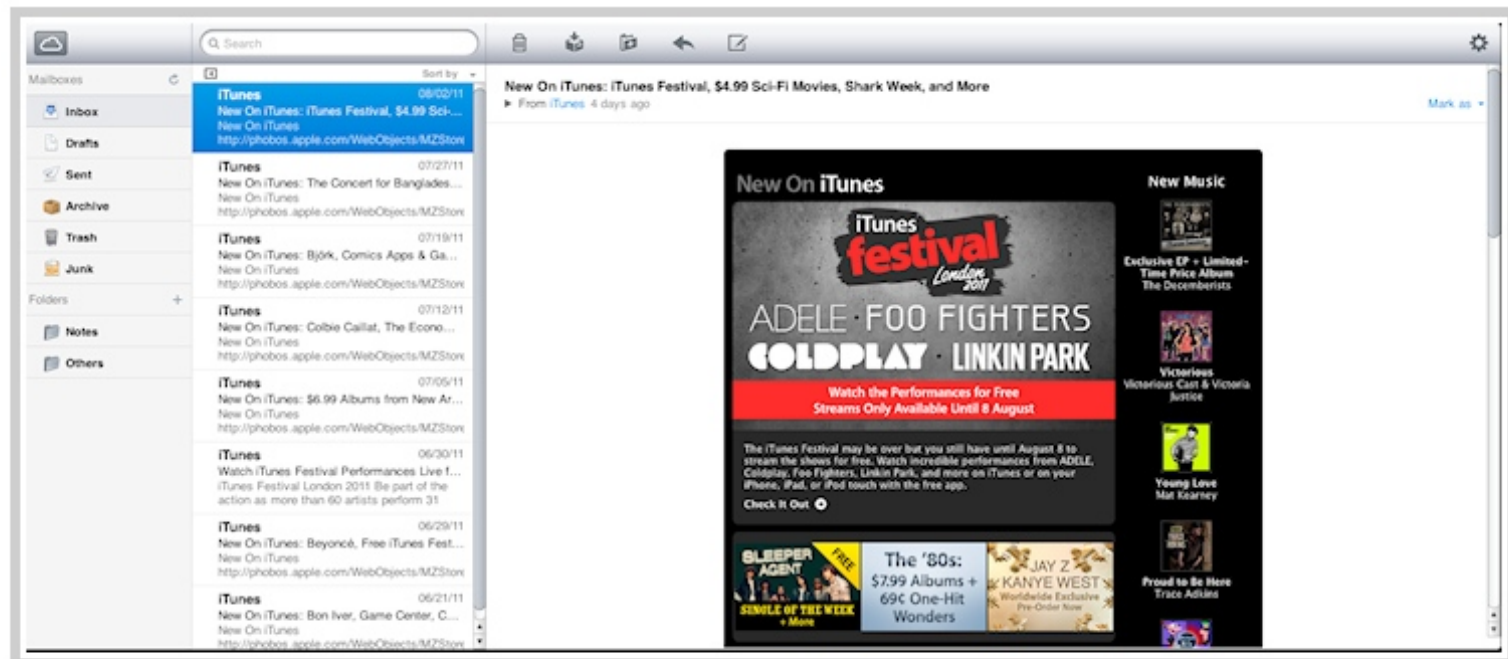 Search
Mailboxes
Inbox
Drafts
Sent
Archive
Trash
Junk
Folders
Notes
Others
Sort by
iTunes 08/02/11
New On iTunes: iTunes Festival, $4.99 Sci-...
New On iTunes
http://phobos.apple.com/WebObjects/MZStore
iTunes 07/27/11
New On iTunes: The Concert for Banglades...
New On iTunes
http://phobos.apple.com/WebObjects/MZStore
iTunes 07/19/11
New On iTunes: Björk, Comics Apps & Ga...
New On iTunes
http://phobos.apple.com/WebObjects/MZStore
iTunes 07/12/11
New On iTunes: Colbie Caillat, The Econo...
New On iTunes
http://phobos.apple.com/WebObjects/MZStore
iTunes 07/05/11
New On iTunes: $6.99 Albums from New Ar...
New On iTunes
http://phobos.apple.com/WebObjects/MZStore
iTunes 06/30/11
Watch iTunes Festival Performances Live f...
iTunes Festival London 2011 Be part of the
action as more than 60 artists perform 31
iTunes 06/29/11
New On iTunes: Beyoncé, Free iTunes Fest...
New On iTunes
http://phobos.apple.com/WebObjects/MZStore
iTunes 06/21/11
New On iTunes: Bon Iver, Game Center, C...
New On iTunes
http://phobos.apple.com/WebObjects/MZStore
New On iTunes: iTunes Festival, $4.99 Sci-Fi Movies, Shark Week, and More
From iTunes 4 days ago
Mark as
New On iTunes
iTunes
festival
London
2011
ADELE · FOO FIGHTERS
COLDPLAY · LINKIN PARK
Watch the Performances for Free
Streams Only Available Until 8 August
The iTunes Festival may be over but you still have until August 8 to
stream the shows for free. Watch incredible performances from ADELE,
Coldplay, Foo Fighters, Linkin Park, and more on iTunes or on your
iPhone, iPad, or iPod touch with the free app.
Check It Out
SLEEPER
AGENT
FREE
SINGLE OF THE WEEK
+ More
The '80s:
$7.99 Albums +
69¢ One-Hit
Wonders
JAY Z
KANYE WEST
Worldwide Exclusive
Pre-Order Now
New Music
Exclusive EP + Limited-
Time Price Album
The Decemberists
Victorious
Victorious Cast & Victoria
Justice
Young Love
Mat Kearney
Proud to Be Here
Trace Adkins